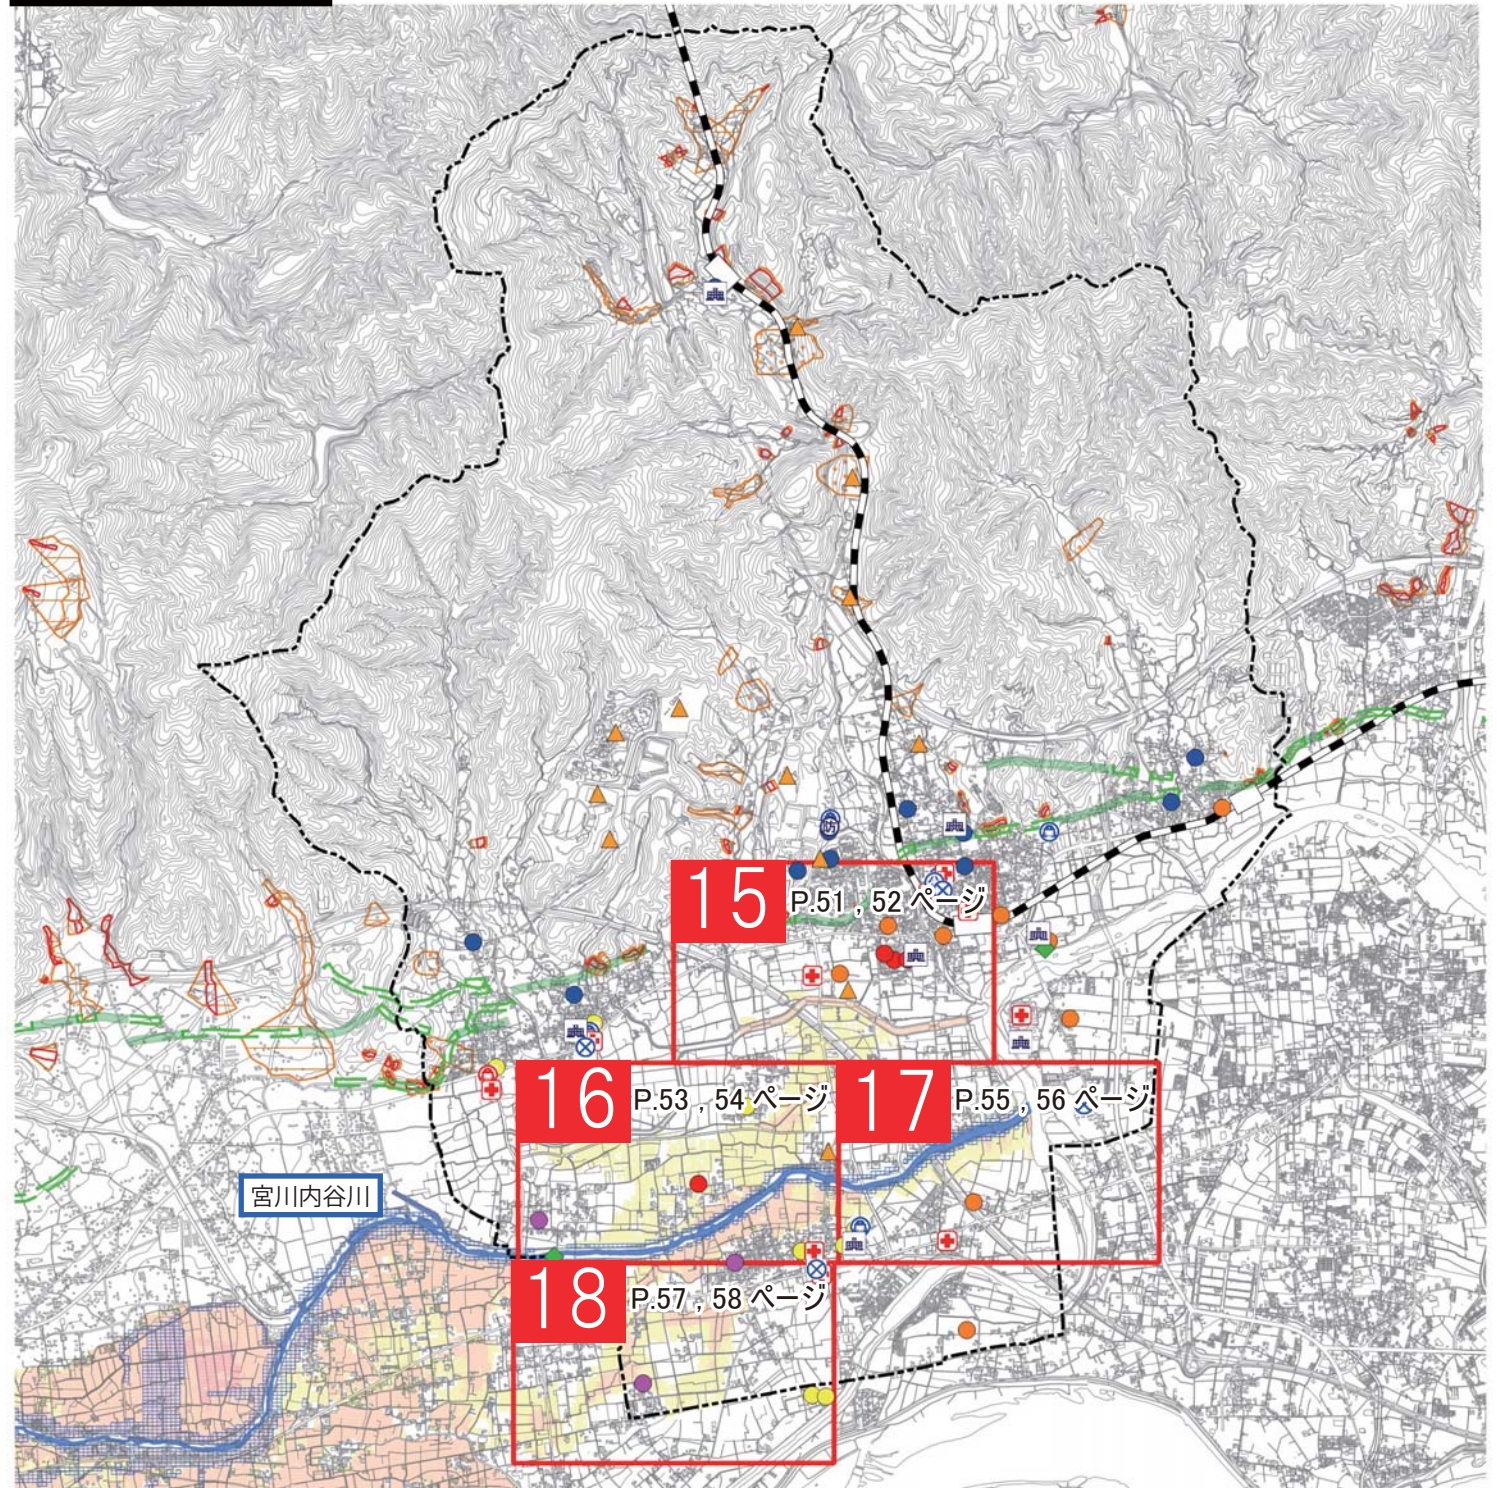 15 P.51 , 52 ページ
16 P.53 , 54 ページ
17 P.55 , 56 ページ
宮川内谷川
18 P.57 , 58 ページ
防